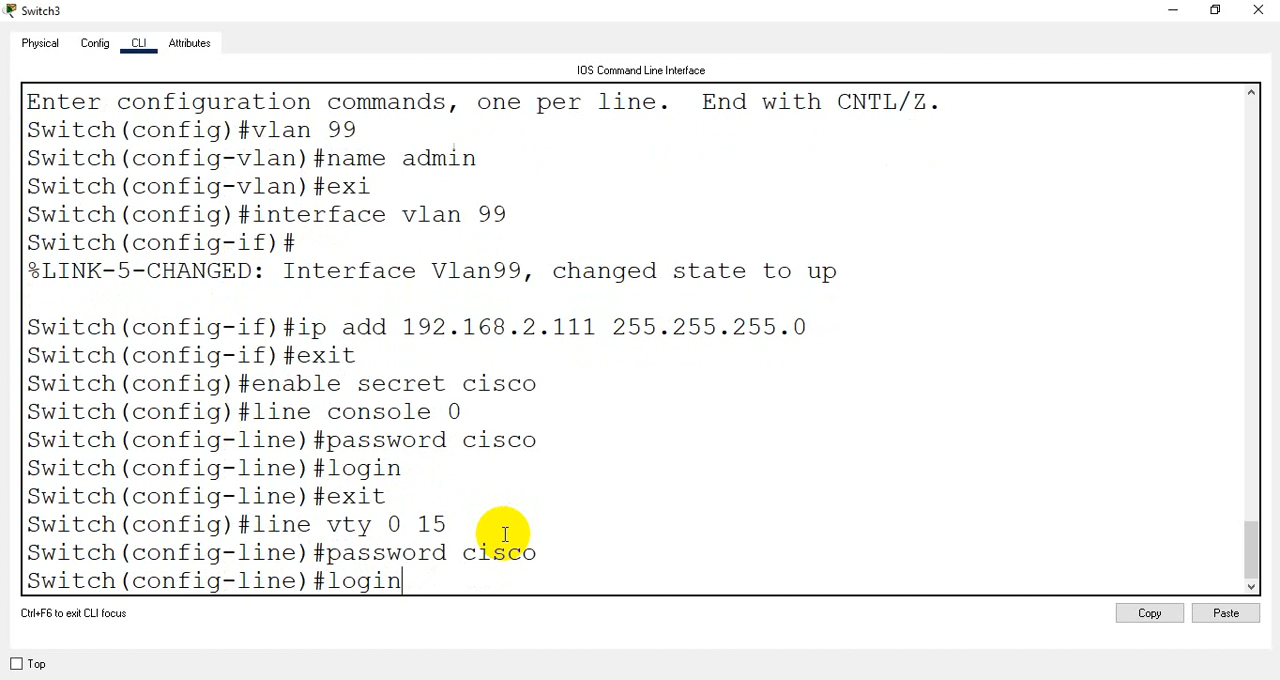 Switch3
Physical
Config
CLI
Attributes
IOS Command Line Interface
Enter configuration commands, one per line.  End with CNTL/Z.
Switch(config)#vlan 99
Switch(config-vlan)#name admin
Switch(config-vlan)#exi
Switch(config)#interface vlan 99
Switch(config-if)#
%LINK-5-CHANGED: Interface Vlan99, changed state to up
Switch(config-if)#ip add 192.168.2.111 255.255.255.0
Switch(config-if)#exit
Switch(config)#enable secret cisco
Switch(config)#line console 0
Switch(config-line)#password cisco
Switch(config-line)#login
Switch(config-line)#exit
Switch(config)#line vty 0 15
Switch(config-line)#password cisco
Switch(config-line)#login
Ctrl+F6 to exit CLI focus
Copy
Paste
Top